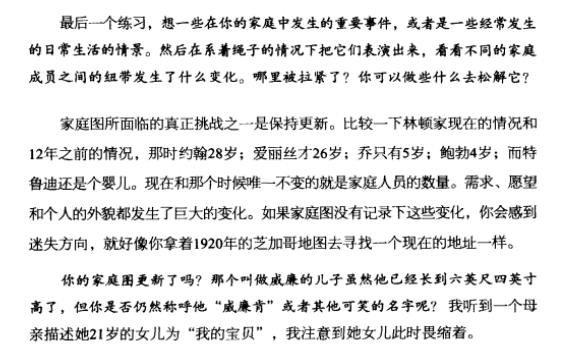 最后一个练习，想一些在你的家庭中发生的重要事件，或者是一些经常发生
的日常生活的情景。然后在系着绳子的情况下把它们表演出来，看看不同的家庭
成员之间的纽带发生了什么变化。哪里被拉紧了？你可以做些什么去松解它？
家庭图所面临的真正挑战之一是保持更新。比较一下林顿家现在的情况和
12年之前的情况，那时约翰28岁；爱丽丝才26岁；乔只有5岁；鲍勃4岁；而特
鲁迪还是个婴儿。现在和那个时候唯一不变的就是家庭人员的数量。需求、愿望
和个人的外貌都发生了巨大的变化。如果家庭图没有记录下这些变化，你会感到
迷失方向，就好像你拿着1920年的芝加哥地图去寻找一个现在的地址一样。
你的家庭图更新了吗？那个叫做威廉的儿子虽然他已经长到六英尺四英寸
高了，但你是否仍然称呼他“威廉肯”或者其他可笑的名字呢？我听到一个母
亲描述她21岁的女儿为“我的宝贝”，我注意到她女儿此时畏缩着。